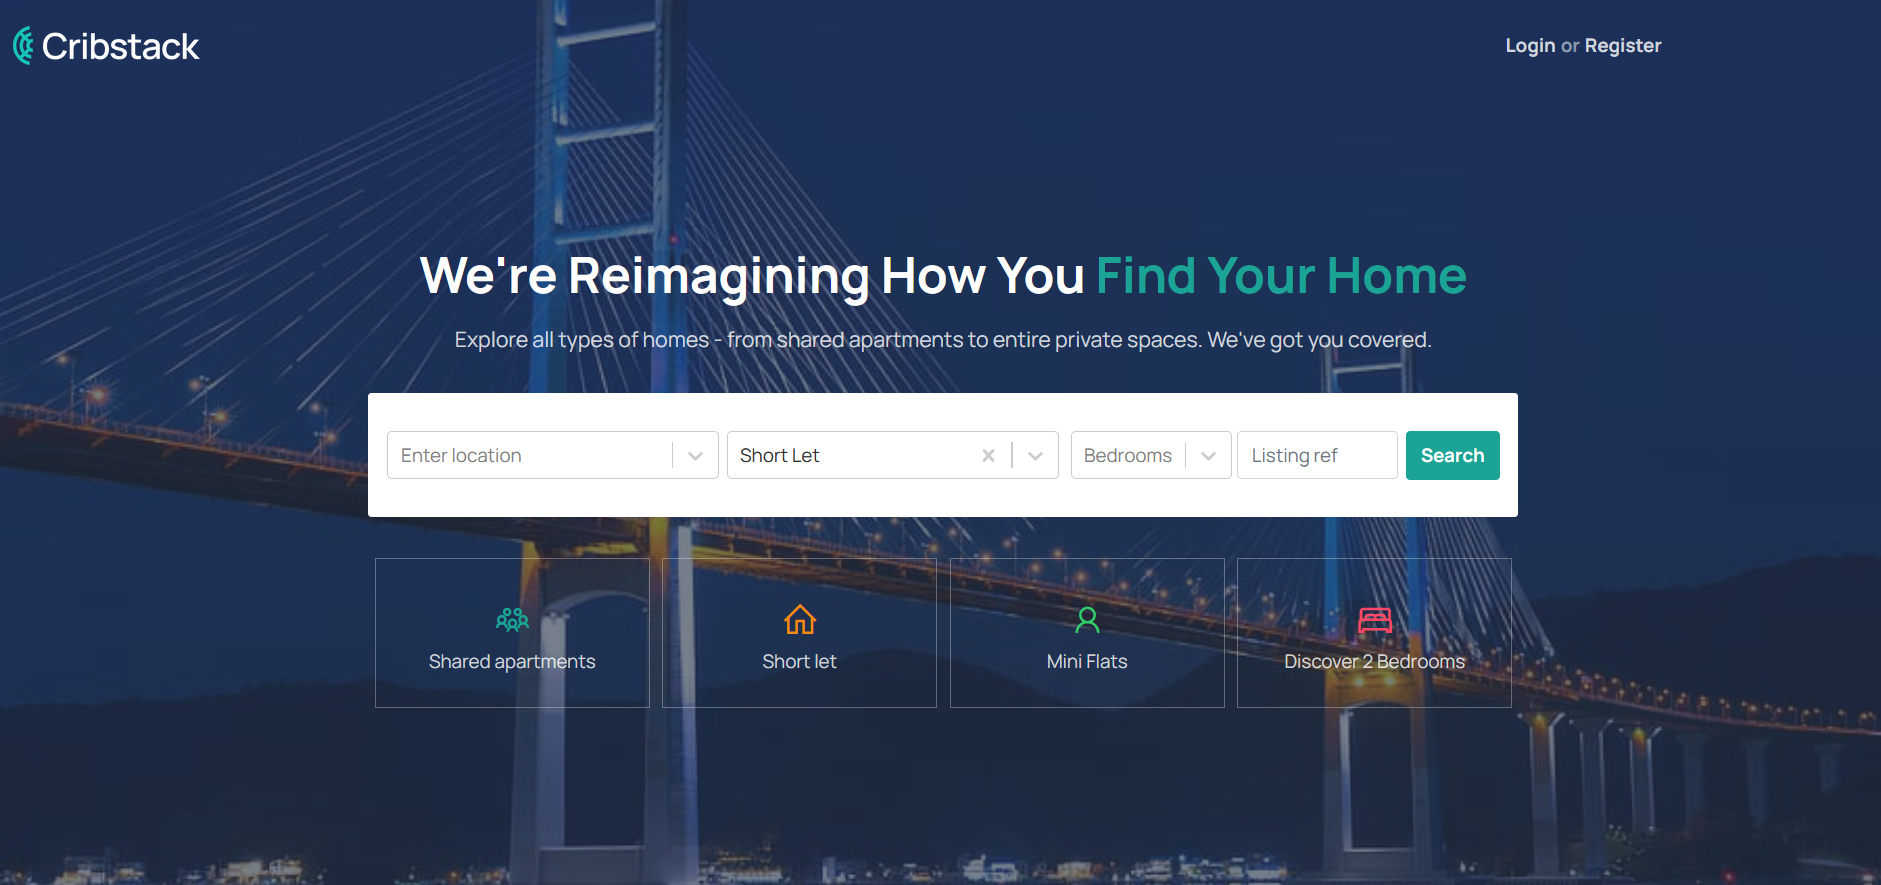 Cribstack
Login or Register
We're Reimagining How You Find Your Home
Explore all types of homes - from shared apartments to entire private spaces. We've got you covered.
Enter location
Short Let
Bedrooms
Listing ref
Search
Shared apartments
Short let
Mini Flats
Discover 2 Bedrooms